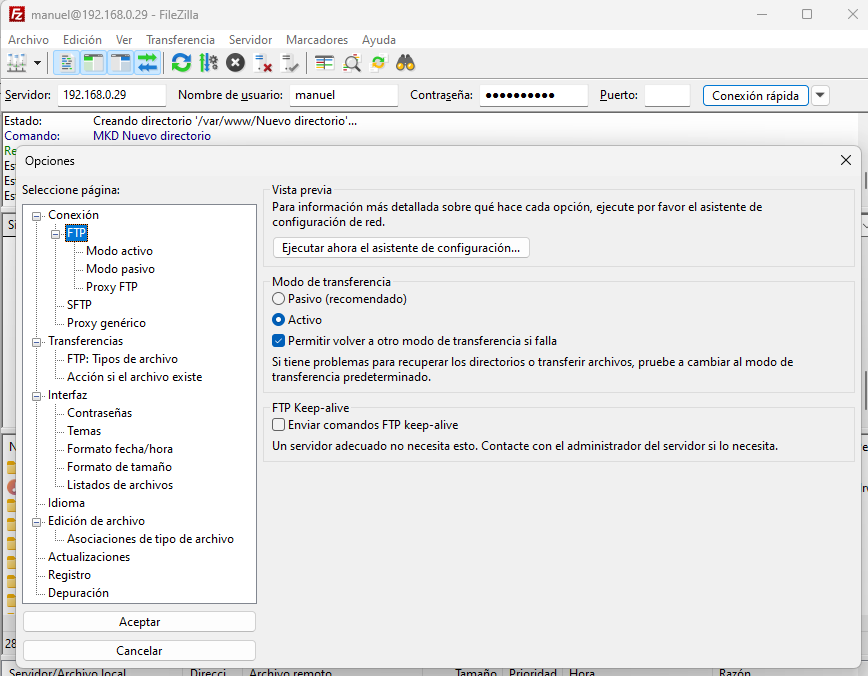 manuel@192.168.0.29 - FileZilla
Archivo Edición Ver Transferencia Servidor Marcadores Ayuda
Servidor: 192.168.0.29 Nombre de usuario: manuel Contraseña: ●●●●●●●●●● Puerto: Conexión rápida
Estado: Creando directorio '/var/www/Nuevo directorio'...
Comando: MKD Nuevo directorio
Opciones
Seleccione página:
Conexión
FTP
Modo activo
Modo pasivo
Proxy FTP
SFTP
Proxy genérico
Transferencias
FTP: Tipos de archivo
Acción si el archivo existe
Interfaz
Contraseñas
Temas
Formato fecha/hora
Formato de tamaño
Listados de archivos
Idioma
Edición de archivo
Asociaciones de tipo de archivo
Actualizaciones
Registro
Depuración
Aceptar
Cancelar
Vista previa
Para información más detallada sobre qué hace cada opción, ejecute por favor el asistente de
configuración de red.
Ejecutar ahora el asistente de configuración...
Modo de transferencia
Pasivo (recomendado)
Activo
Permitir volver a otro modo de transferencia si falla
Si tiene problemas para recuperar los directorios o transferir archivos, pruebe a cambiar al modo de
transferencia predeterminado.
FTP Keep-alive
Enviar comandos FTP keep-alive
Un servidor adecuado no necesita esto. Contacte con el administrador del servidor si lo necesita.
Servidor/Archivo local Direcci Archivo remoto Tamaño Prioridad Hora Razón